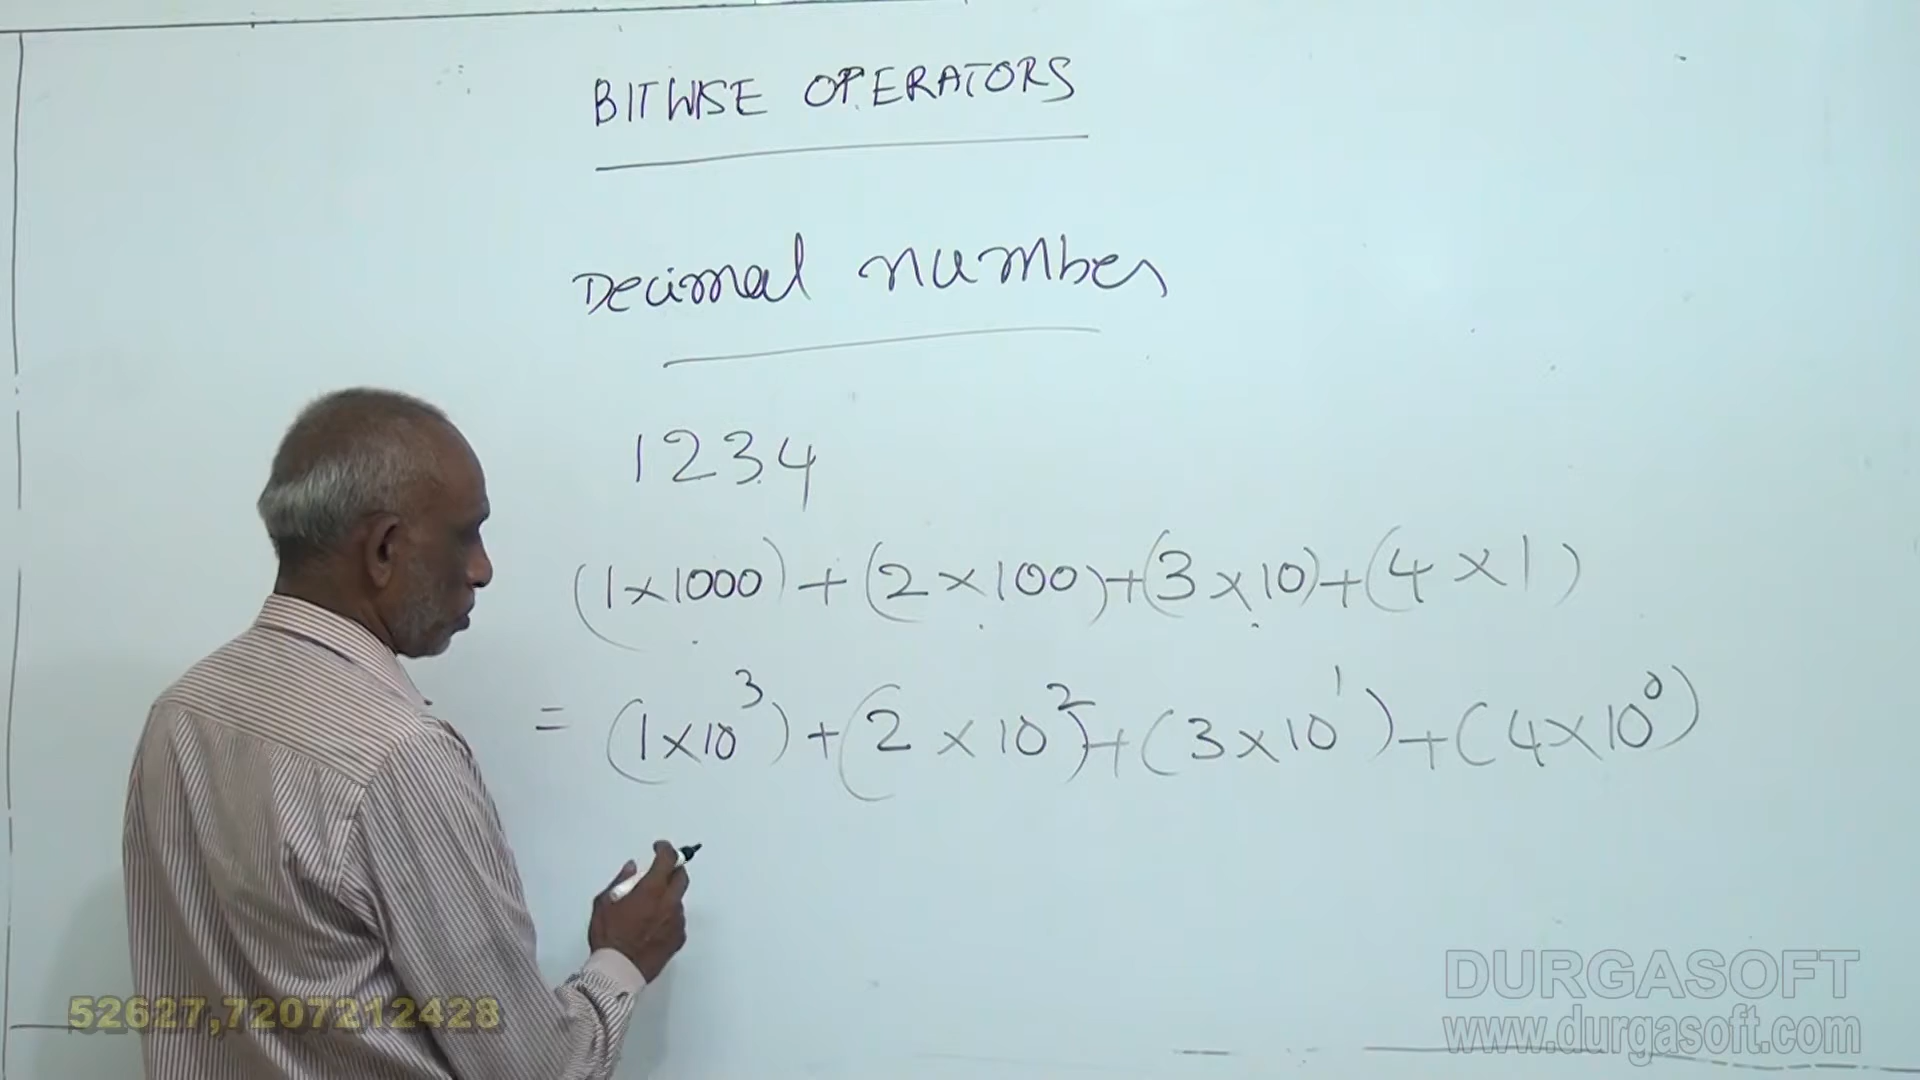 BITWISE OPERATORS
Decimal number
1234
(1×1000)+(2×100)+(3×10)+(4×1)
=(1×10³)+(2×10²)+(3×10¹)+(4×10⁰)
DURGASOFT
www.durgasoft.com
52627,7207212428